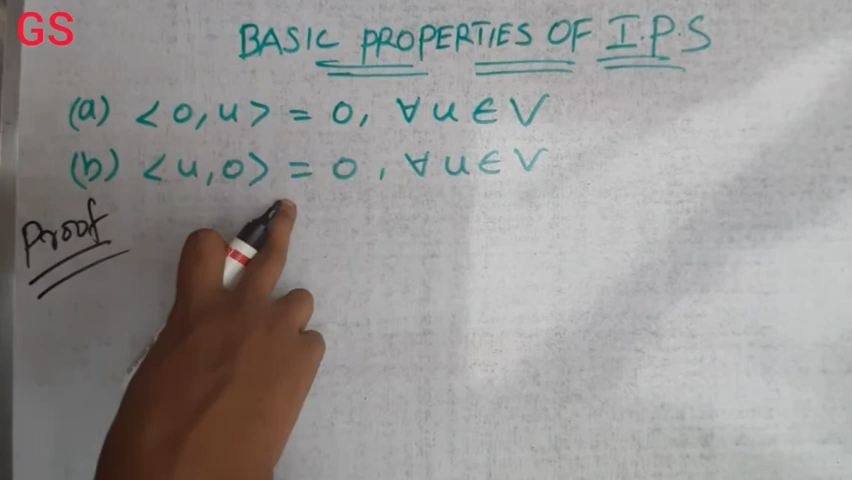 GS
BASIC PROPERTIES OF I.P.S
(a) <0,u> = 0, ∀ u ∈ V
(b) <u,0> = 0, ∀ u ∈ V
Proof